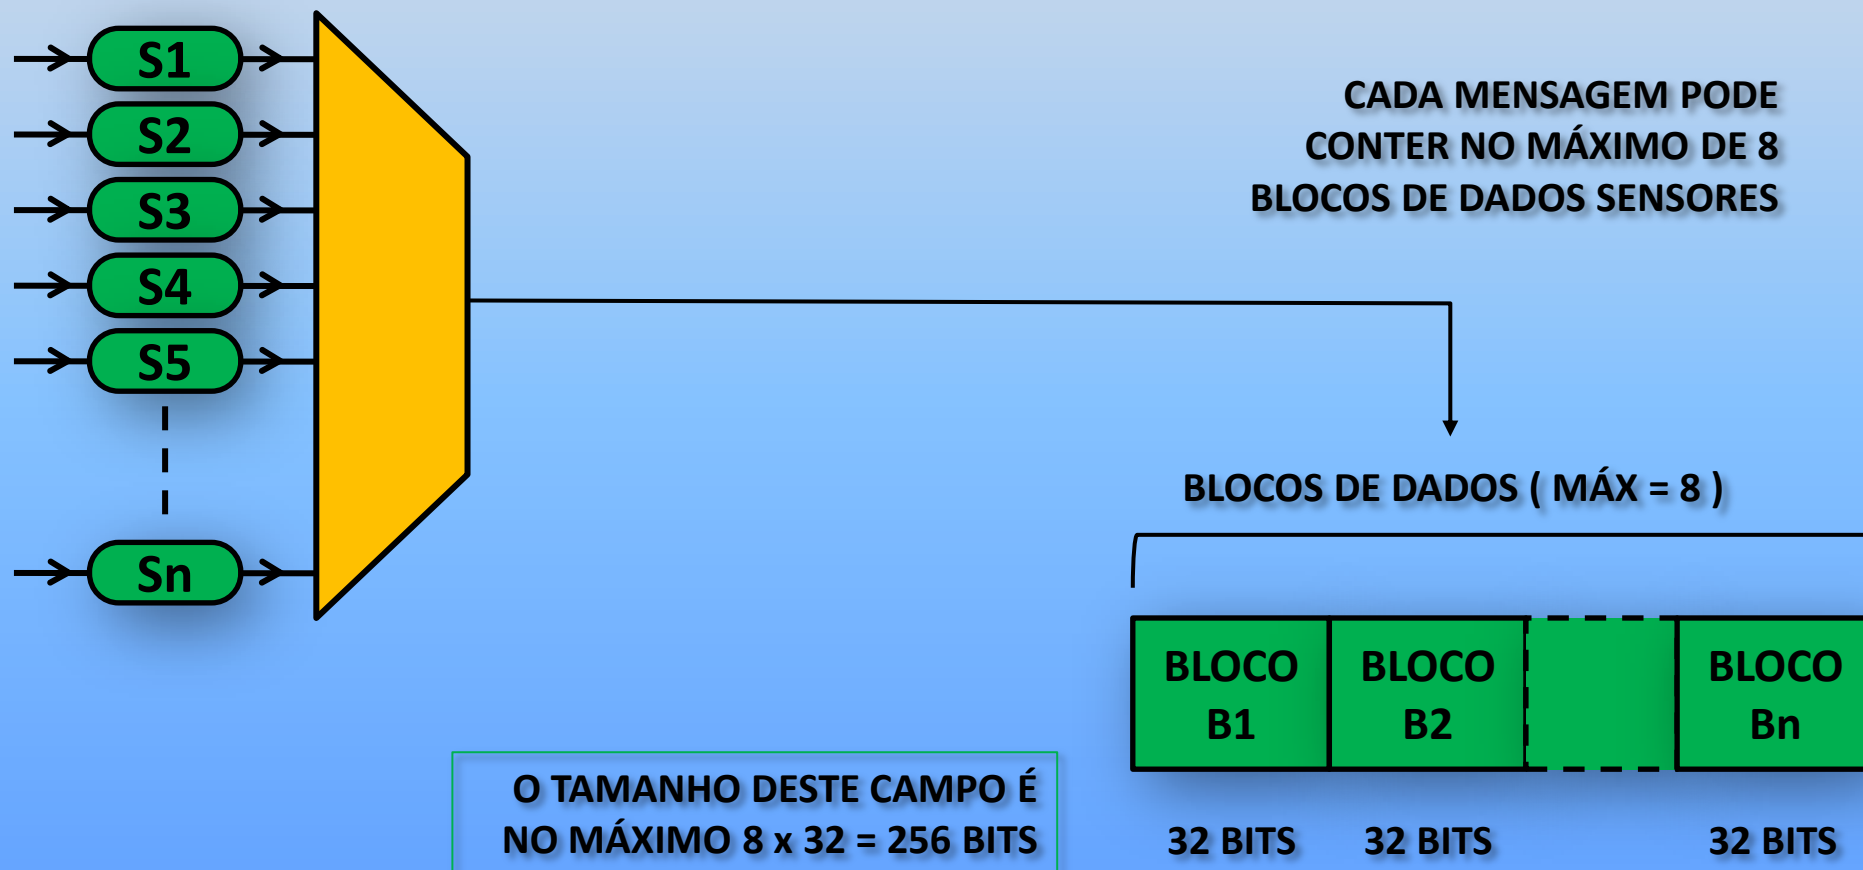 S1
S2
S3
S4
S5
Sn
CADA MENSAGEM PODE
CONTER NO MÁXIMO DE 8
BLOCOS DE DADOS SENSORES
BLOCOS DE DADOS ( MÁX = 8 )
BLOCO
B1
BLOCO
B2
BLOCO
Bn
O TAMANHO DESTE CAMPO É
NO MÁXIMO 8 x 32 = 256 BITS
32 BITS
32 BITS
32 BITS